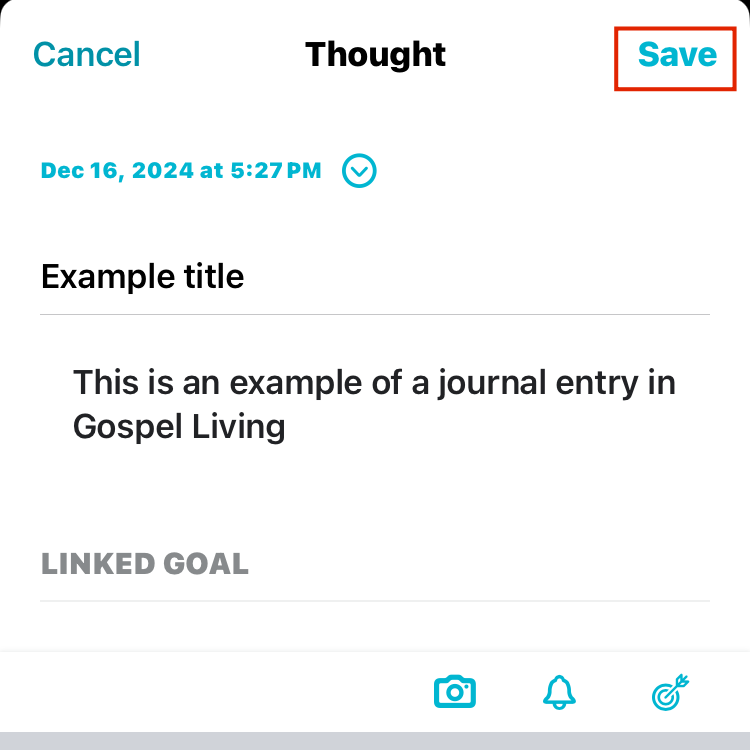 Cancel Thought Save
Dec 16, 2024 at 5:27 PM
Example title
This is an example of a journal entry in
Gospel Living
LINKED GOAL